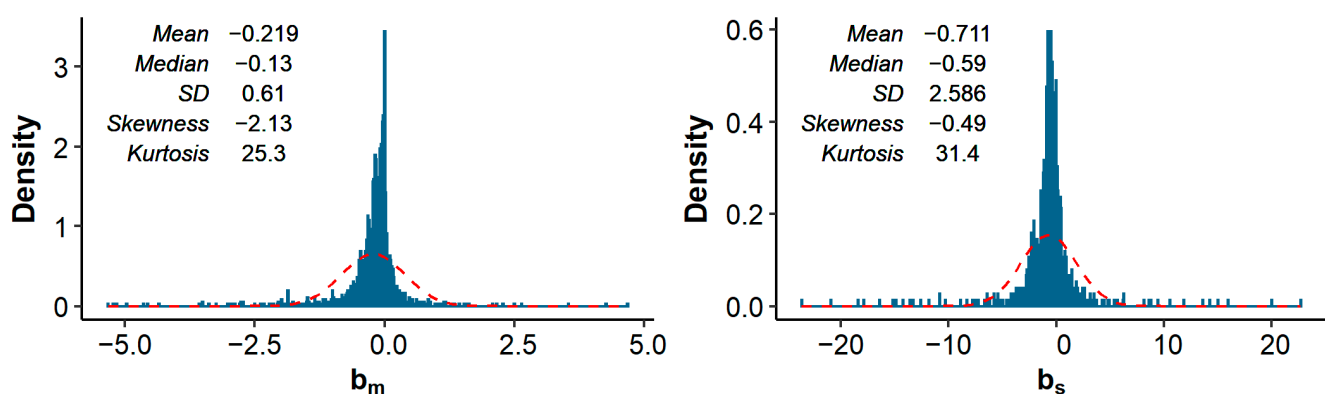 Mean −0.219
Median −0.13
SD 0.61
Skewness −2.13
Kurtosis 25.3
Density
3
2
1
0
−5.0 −2.5 0.0 2.5 5.0
bm
Mean −0.711
Median −0.59
SD 2.586
Skewness −0.49
Kurtosis 31.4
Density
0.6
0.4
0.2
0.0
−20 −10 0 10 20
bs